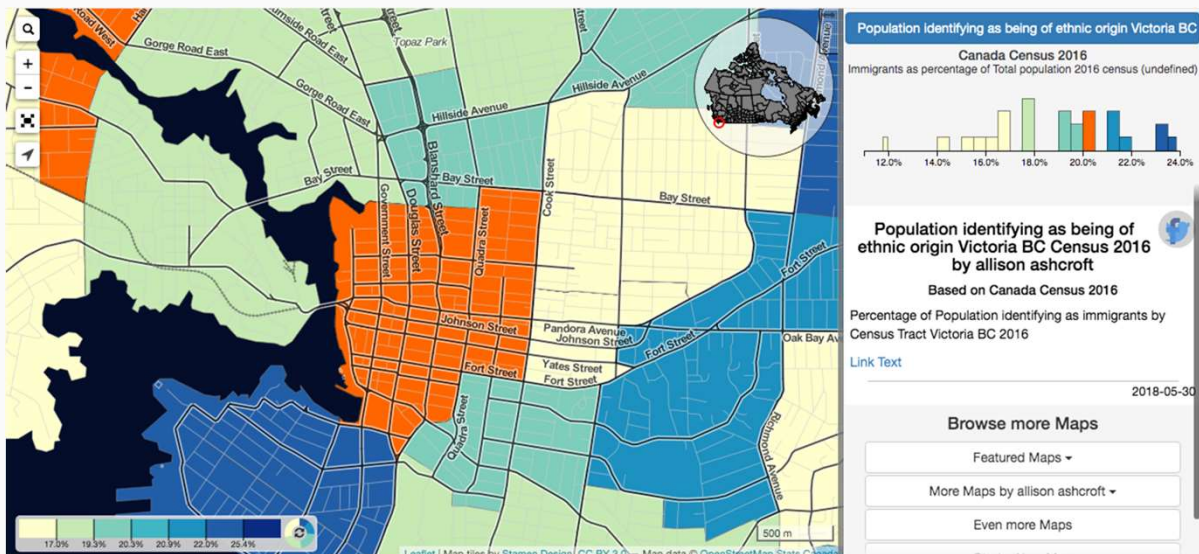 Road West
Gorge Road East
Burnside Road East
Topaz Park
Gorge Road East
Hillside Avenue
Hillside Avenue
Blanshard Street
Bay Street
Bay Street
Bay Street
Cook Street
Government Street
Douglas Street
Quadra Street
Fort Street
Johnson Street
Pandora Avenue
Johnson Street
Fort Street
Oak Bay Av
Yates Street
Fort Street
Fort Street
Quadra Street
Richmond Avenue
17.0% 19.3% 20.3% 20.9% 22.0% 25.4%
500 m
Population identifying as being of ethnic origin Victoria BC
Canada Census 2016
Immigrants as percentage of Total population 2016 census (undefined)
12.0% 14.0% 16.0% 18.0% 20.0% 22.0% 24.0%
Population identifying as being of
ethnic origin Victoria BC Census 2016
by allison ashcroft
Based on Canada Census 2016
Percentage of Population identifying as immigrants by
Census Tract Victoria BC 2016
Link Text
2018-05-30
Browse more Maps
Featured Maps
More Maps by allison ashcroft
Even more Maps